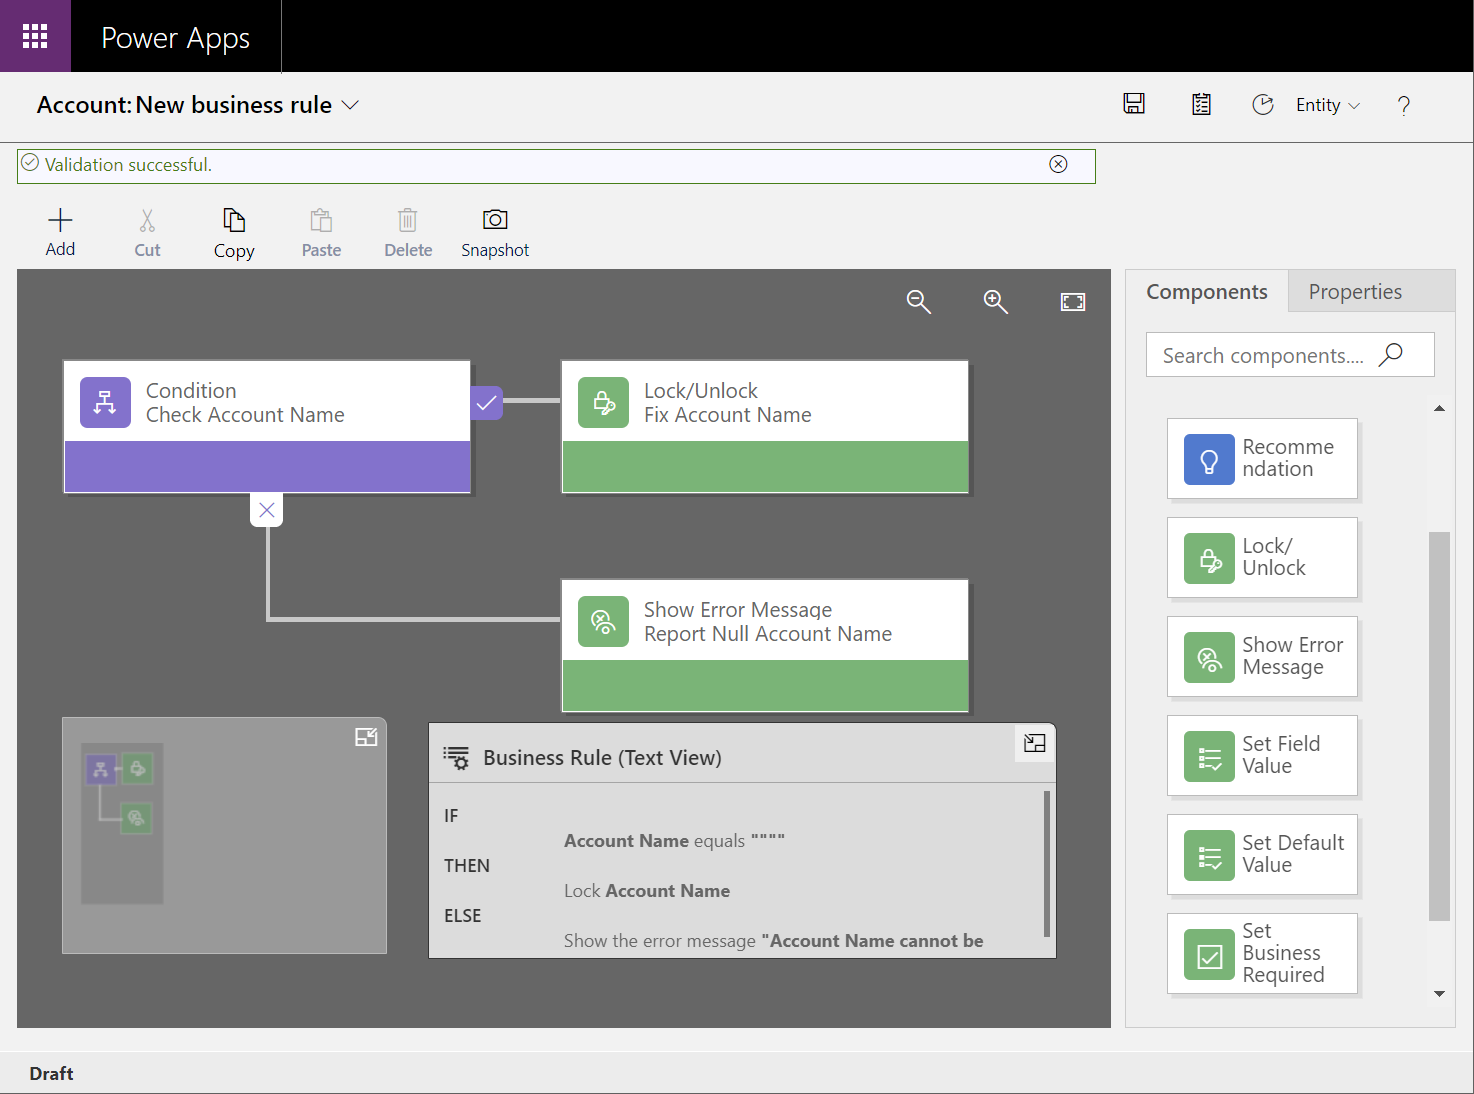 Power Apps
Account: New business rule
Entity
?
Validation successful.
Add
Cut
Copy
Paste
Delete
Snapshot
Components
Properties
Search components....
Condition
Check Account Name
Lock/Unlock
Fix Account Name
Show Error Message
Report Null Account Name
Business Rule (Text View)
IF
Account Name equals """"
THEN
Lock Account Name
ELSE
Show the error message "Account Name cannot be
Recomme
ndation
Lock/
Unlock
Show Error
Message
Set Field
Value
Set Default
Value
Set
Business
Required
Draft